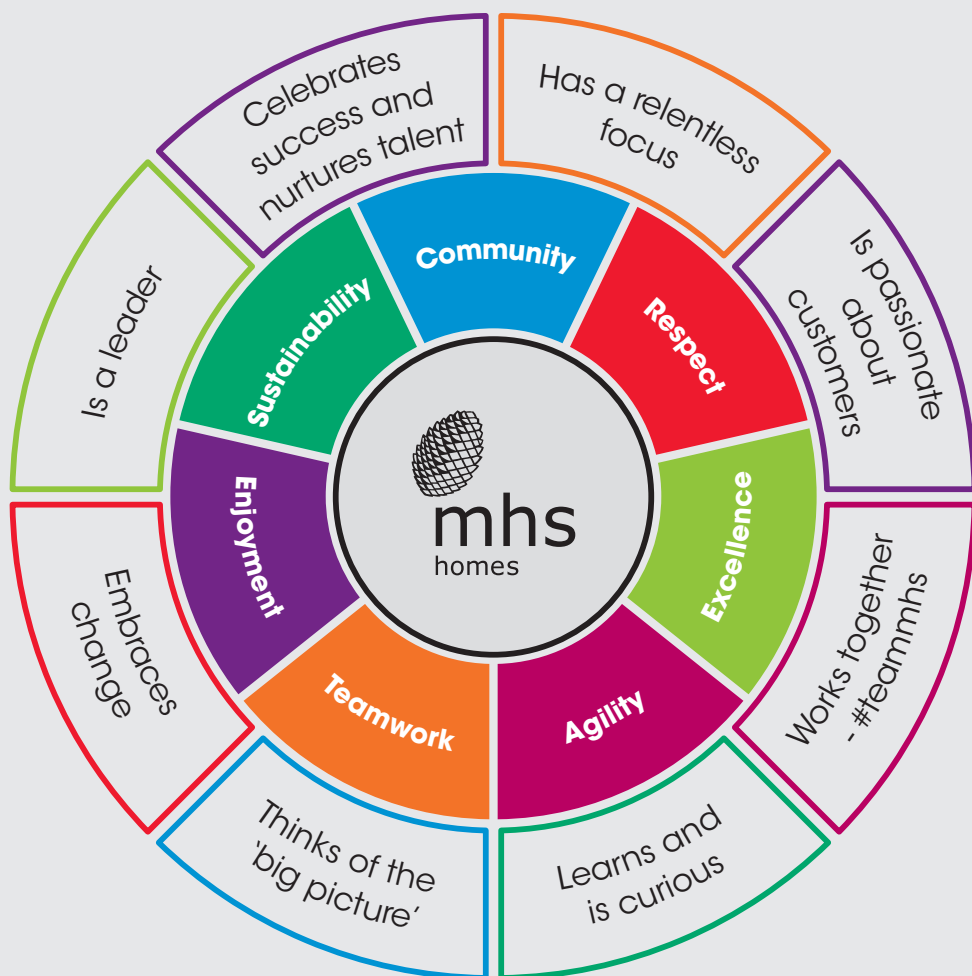 Celebrates
success and
nurtures talent
Has a relentless
focus
Is passionate
about
customers
Works together
- #teammhs
Learns and
is curious
Thinks of the
'big picture'
Embraces
change
Is a leader
Community
Respect
Excellence
Agility
Teamwork
Enjoyment
Sustainability
mhs
homes